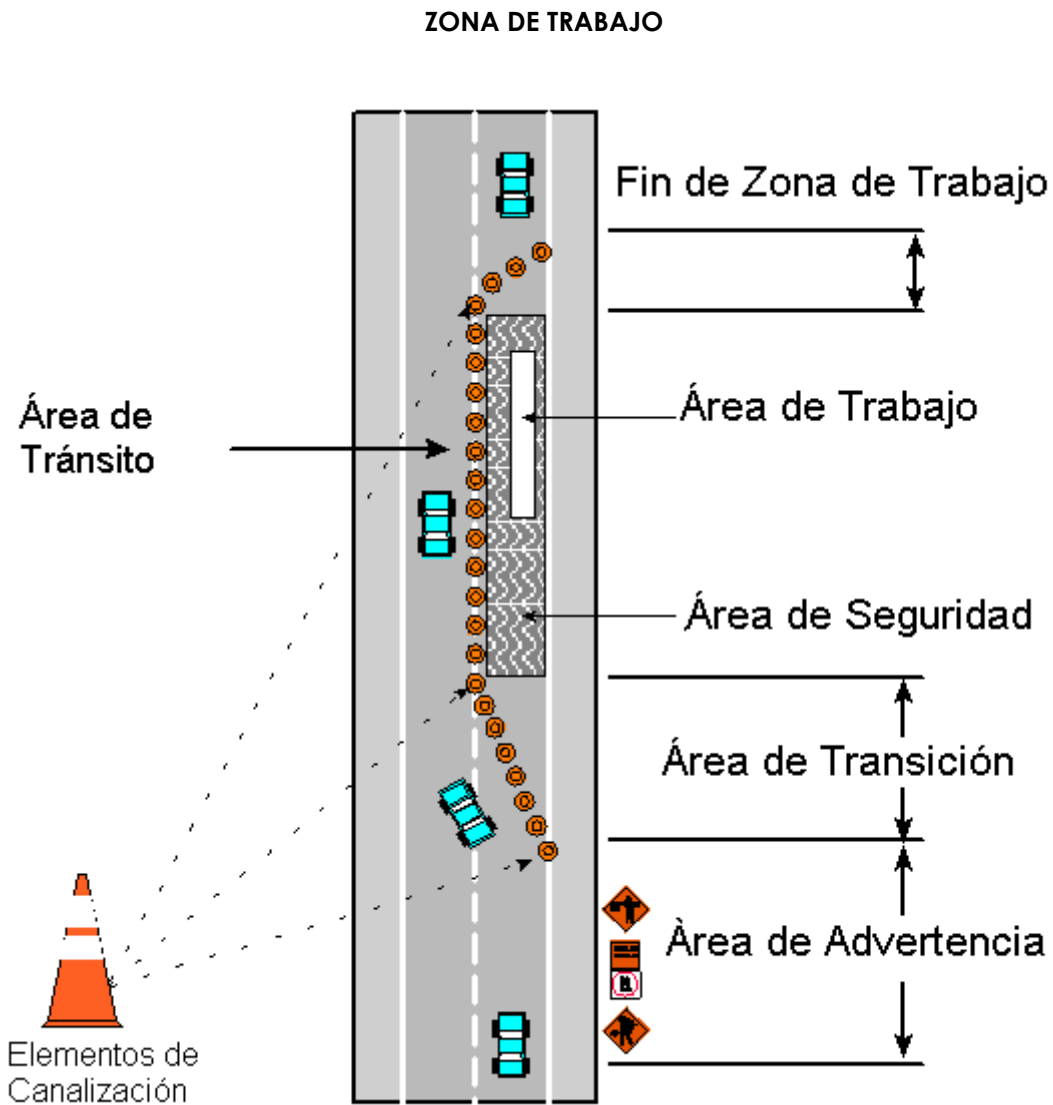 ZONA DE TRABAJO
Fin de Zona de Trabajo
Área de Trabajo
Área de
Tránsito
Área de Seguridad
Área de Transición
Àrea de Advertencia
Elementos de
Canalización